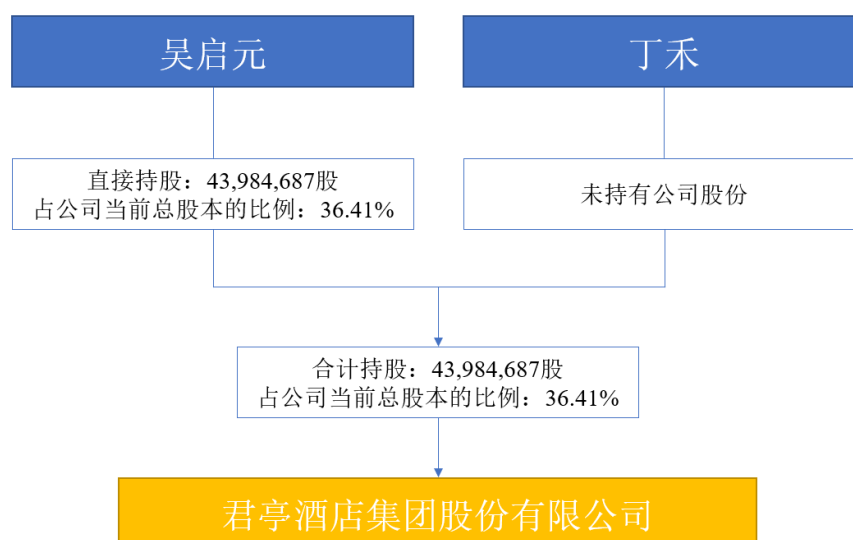 吴启元
丁禾
直接持股：43,984,687股
占公司当前总股本的比例：36.41%
未持有公司股份
合计持股：43,984,687股
占公司当前总股本的比例：36.41%
君亭酒店集团股份有限公司